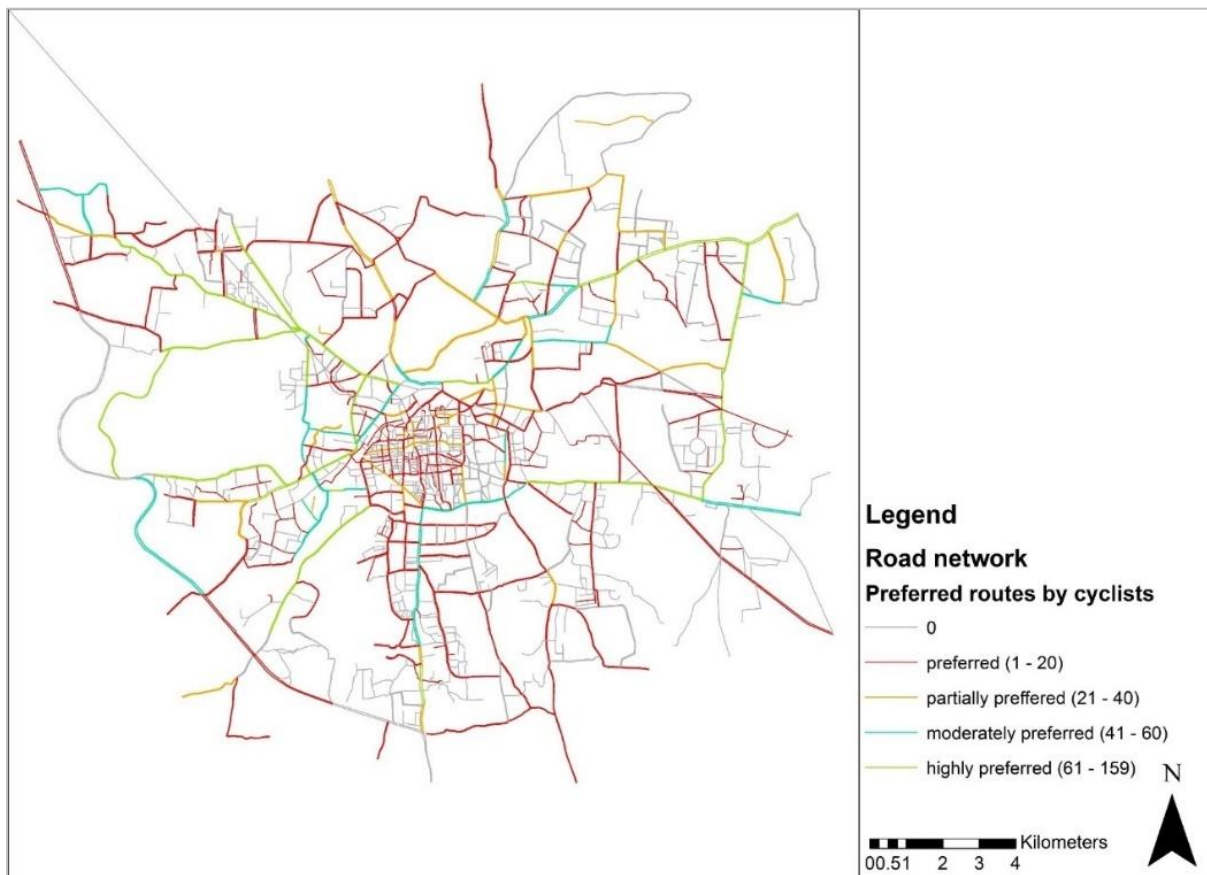 Legend
Road network
Preferred routes by cyclists
0
preferred (1 - 20)
partially preffered (21 - 40)
moderately preferred (41 - 60)
highly preferred (61 - 159)
N
Kilometers
00.51 2 3 4